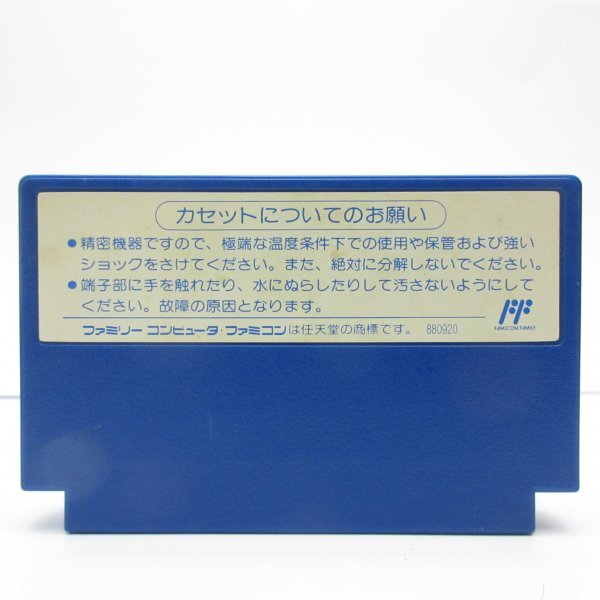 カセットについてのお願い
●精密機器ですので、極端な温度条件下での使用や保管および強い
ショックをさけてください。また、絶対に分解しないでください。
●端子部に手を触れたり、水にぬらしたりして汚さないようにして
ください。故障の原因となります。
FAMICOM FAMILY
ファミリー コンピュータ・ファミコンは任天堂の商標です。 880920